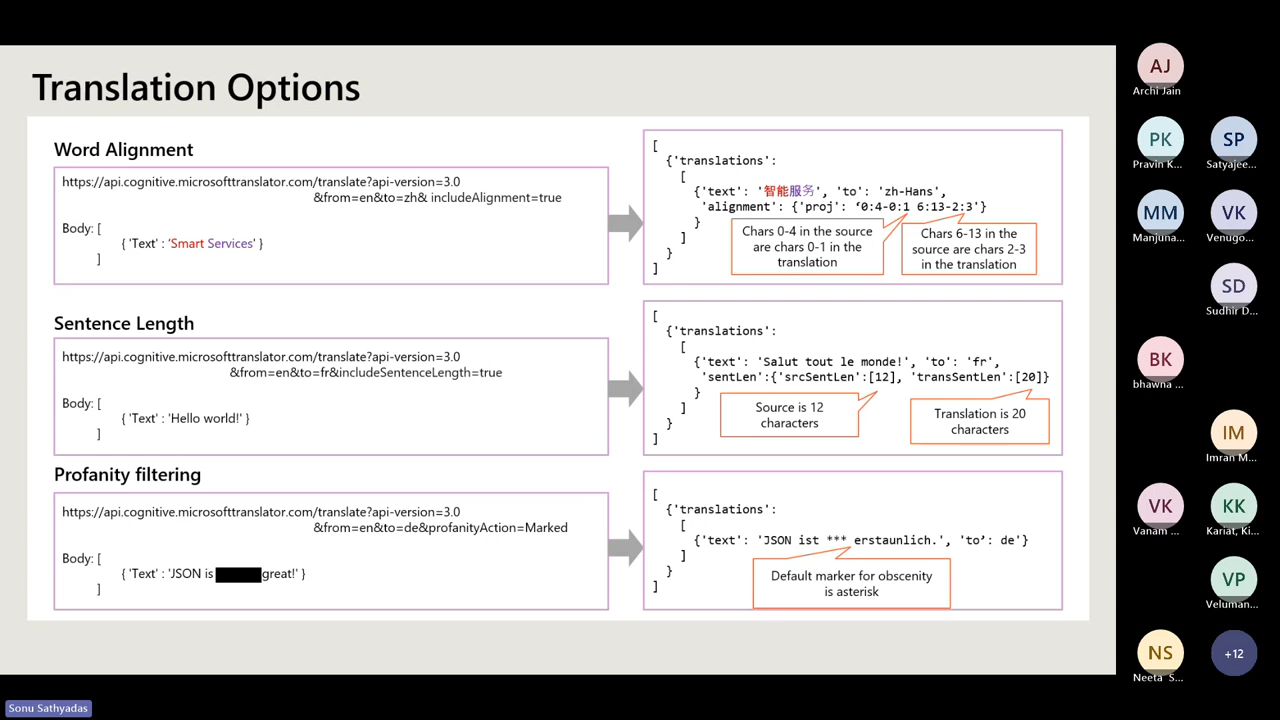 Translation Options
Word Alignment
https://api.cognitive.microsofttranslator.com/translate?api-version=3.0
&from=en&to=zh& includeAlignment=true
Body: [
{ 'Text' : 'Smart Services' }
]
[
{'translations':
[
{'text': '智能服务', 'to': 'zh-Hans',
'alignment': {'proj': ‘0:4-0:1 6:13-2:3'}
}
]
}
]
Chars 0-4 in the source
are chars 0-1 in the
translation
Chars 6-13 in the
source are chars 2-3
in the translation
Sentence Length
https://api.cognitive.microsofttranslator.com/translate?api-version=3.0
&from=en&to=fr&includeSentenceLength=true
Body: [
{ 'Text' : 'Hello world!' }
]
[
{'translations':
[
{'text': 'Salut tout le monde!', 'to': 'fr',
'sentLen':{'srcSentLen':[12], 'transSentLen':[20]}
}
]
}
]
Source is 12
characters
Translation is 20
characters
Profanity filtering
https://api.cognitive.microsofttranslator.com/translate?api-version=3.0
&from=en&to=de&profanityAction=Marked
Body: [
{ 'Text' : 'JSON is great!' }
]
[
{'translations':
[
{'text': 'JSON ist *** erstaunlich.', 'to’: de'}
]
}
]
Default marker for obscenity
is asterisk
AJ
Archi Jain
PK
Pravin K...
SP
Satyajee...
MM
Manjuna...
VK
Venugo...
SD
Sudhir D...
BK
bhawna ...
IM
Imran M...
VK
Vanam ...
KK
Kariat, Ki...
VP
Veluman...
NS
Neeta S...
+12
Sonu Sathyadas